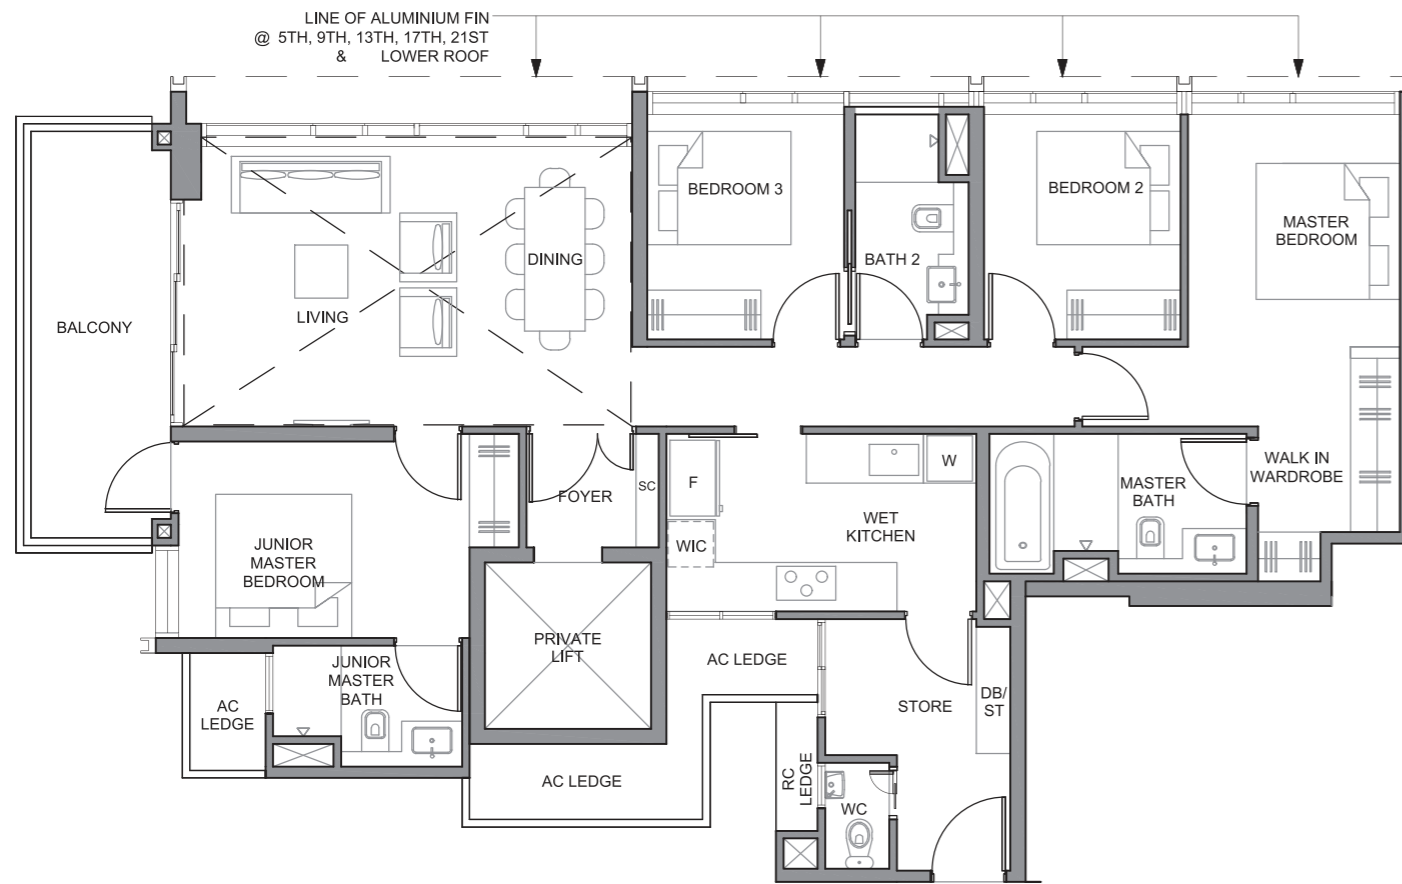 LINE OF ALUMINIUM FIN
@ 5TH, 9TH, 13TH, 17TH, 21ST
& LOWER ROOF
BEDROOM 3
BEDROOM 2
MASTER
BEDROOM
BATH 2
DINING
LIVING
BALCONY
FOYER
SC
F
WIC
W
WET
KITCHEN
MASTER
BATH
WALK IN
WARDROBE
JUNIOR
MASTER
BEDROOM
PRIVATE
LIFT
JUNIOR
MASTER
BATH
AC
LEDGE
AC LEDGE
AC LEDGE
STORE
DB/
ST
RC
LEDGE
WC